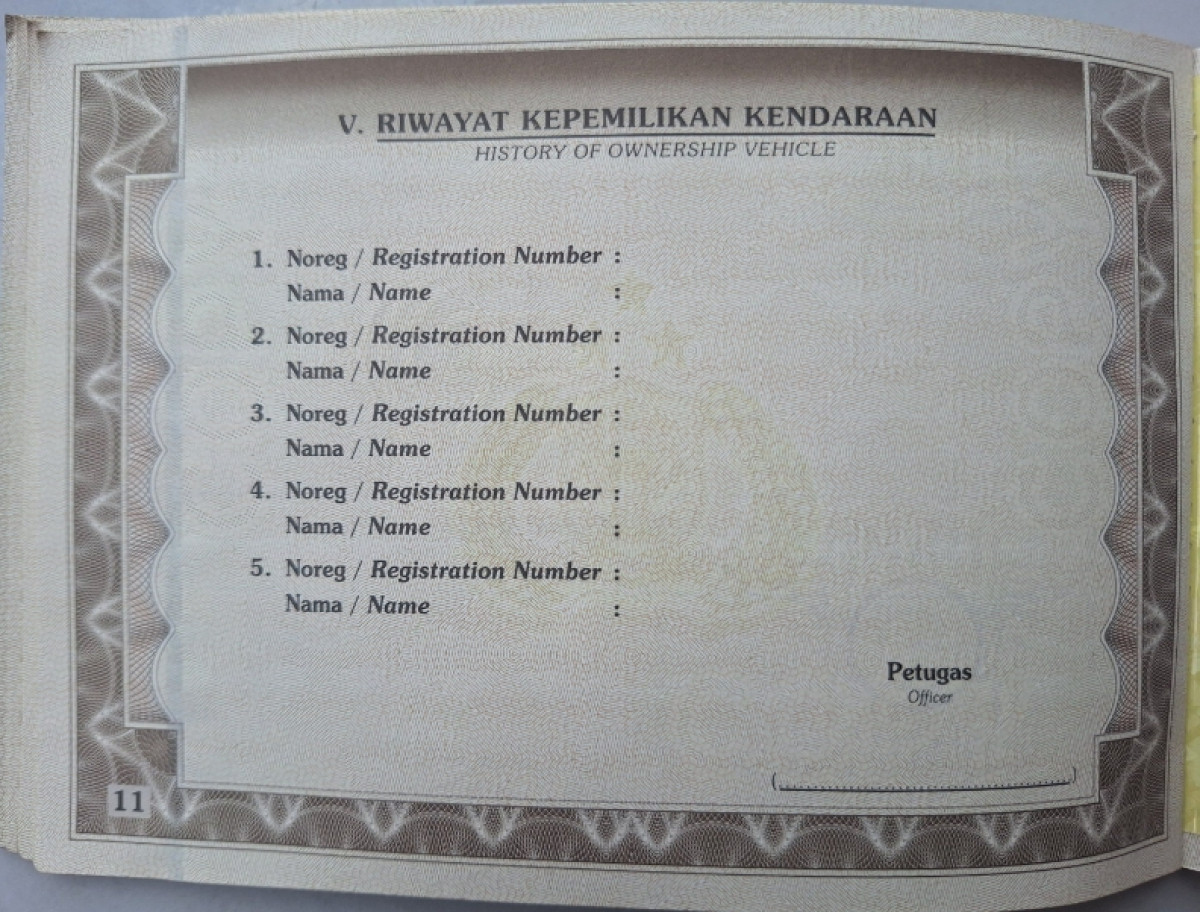 V. RIWAYAT KEPEMILIKAN KENDARAAN
HISTORY OF OWNERSHIP VEHICLE
1. Noreg / Registration Number :
Nama / Name :
2. Noreg / Registration Number :
Nama / Name :
3. Noreg / Registration Number :
Nama / Name :
4. Noreg / Registration Number :
Nama / Name :
5. Noreg / Registration Number :
Nama / Name :
Petugas
Officer
(..............................................)
11